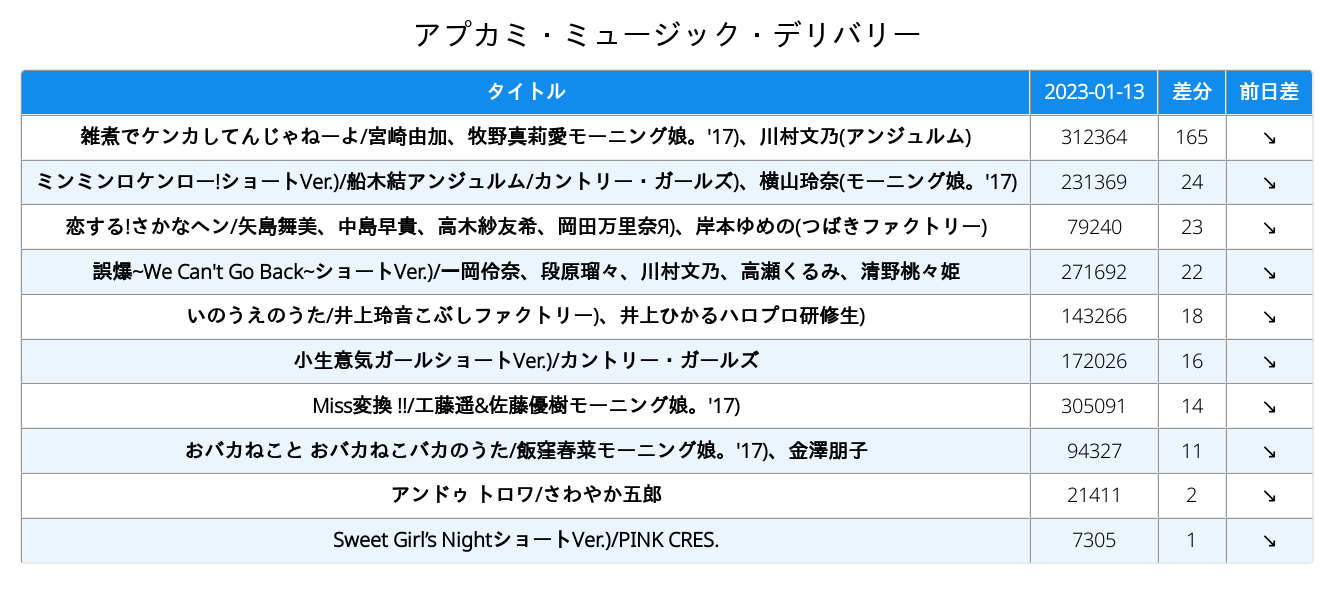 アプカミ・ミュージック・デリバリー
タイトル 2023-01-13 差分 前日差
雑煮でケンカしてんじゃねーよ/宮崎由加、牧野真莉愛モーニング娘。'17)、川村文乃(アンジュルム) 312364 165 ↘
ミンミンロケンロー!ショートVer.)/船木結アンジュルム/カントリー・ガールズ)、横山玲奈(モーニング娘。'17) 231369 24 ↘
恋する!さかなヘン/矢島舞美、中島早貴、高木紗友希、岡田万里奈Я)、岸本ゆめの(つばきファクトリー) 79240 23 ↘
誤爆~We Can't Go Back~ショートVer.)/一岡伶奈、段原瑠々、川村文乃、高瀬くるみ、清野桃々姫 271692 22 ↘
いのうえのうた/井上玲音こぶしファクトリー)、井上ひかるハロプロ研修生) 143266 18 ↘
小生意気ガールショートVer.)/カントリー・ガールズ 172026 16 ↘
Miss変換 !!/工藤遥&佐藤優樹モーニング娘。'17) 305091 14 ↘
おバカねこと おバカねこバカのうた/飯窪春菜モーニング娘。'17)、金澤朋子 94327 11 ↘
アンドゥ トロワ/さわやか五郎 21411 2 ↘
Sweet Girl’s NightショートVer.)/PINK CRES. 7305 1 ↘